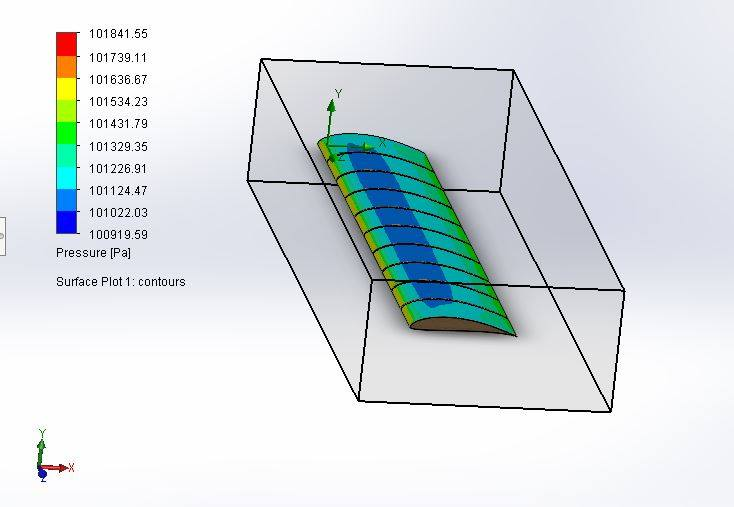 101841.55
101739.11
101636.67
101534.23
101431.79
101329.35
101226.91
101124.47
101022.03
100919.59
Pressure [Pa]
Surface Plot 1: contours
Y
X
Z
Y
X
Z